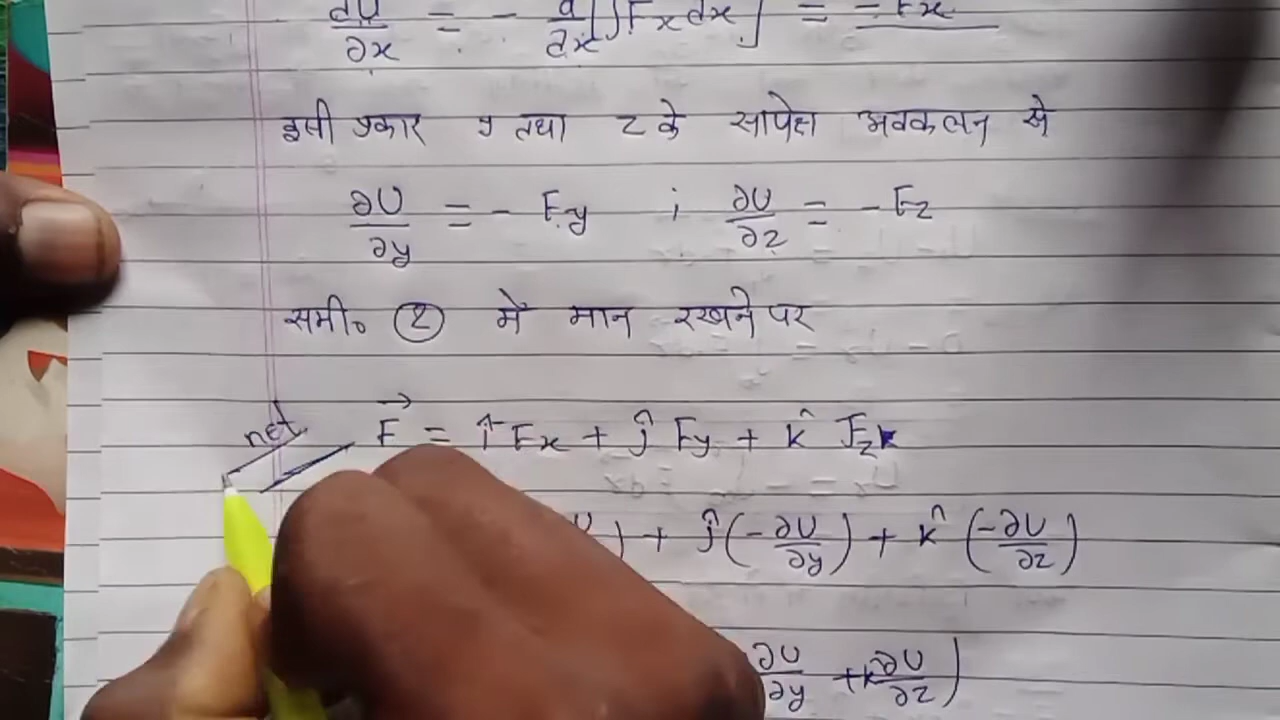 ∂U/∂x = - d/dx [∫Fx dx] = -Fx
इसी प्रकार y तथा z के सापेक्ष अवकलन से
∂U/∂y = - Fy ; ∂U/∂z = - Fz
समी० (2) में मान रखने पर
net F⃗ = î Fx + ĵ Fy + k̂ Fz
) + ĵ(-∂U/∂y) + k̂ (-∂U/∂z)
∂U/∂y + k ∂U/∂z)